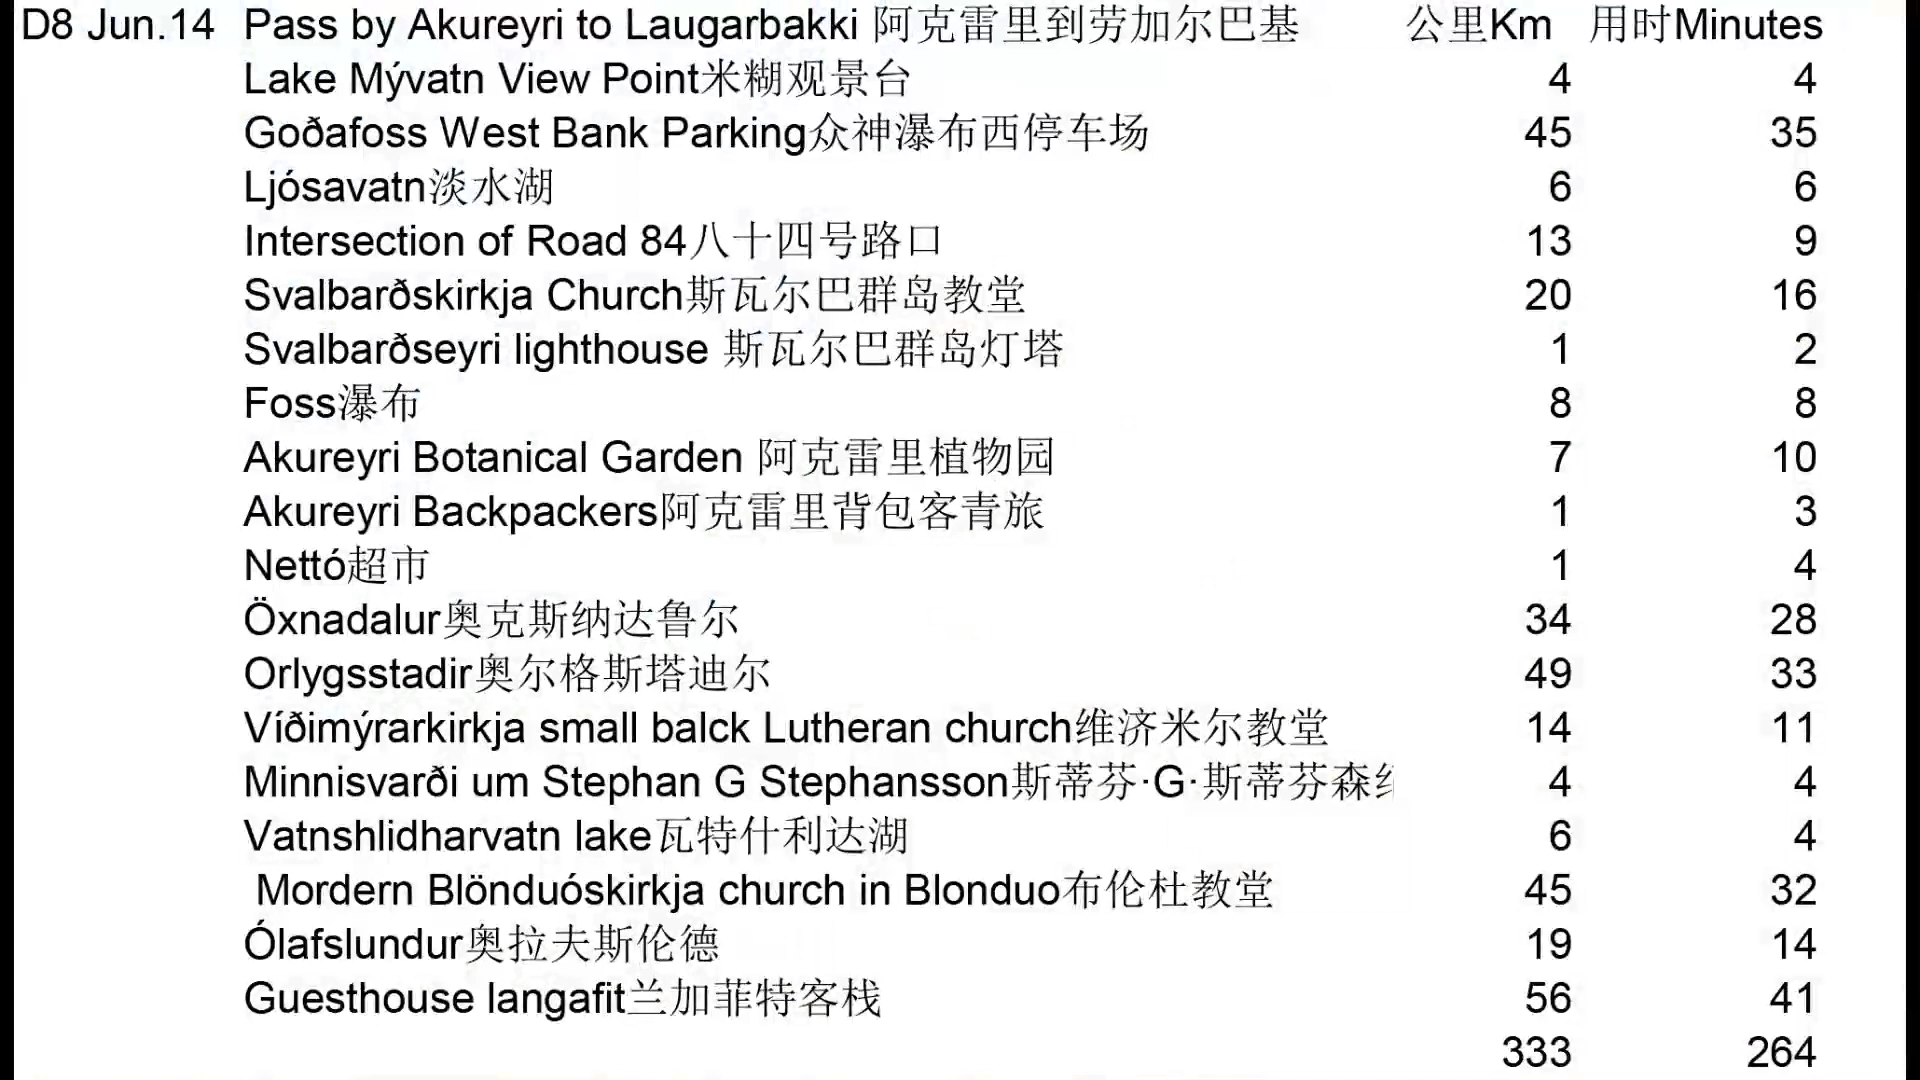 D8 Jun.14 Pass by Akureyri to Laugarbakki 阿克雷里到劳加尔巴基 公里Km 用时Minutes
Lake Mývatn View Point米糊观景台 4 4
Goðafoss West Bank Parking众神瀑布西停车场 45 35
Ljósavatn淡水湖 6 6
Intersection of Road 84八十四号路口 13 9
Svalbarðskirkja Church斯瓦尔巴群岛教堂 20 16
Svalbarðseyri lighthouse 斯瓦尔巴群岛灯塔 1 2
Foss瀑布 8 8
Akureyri Botanical Garden 阿克雷里植物园 7 10
Akureyri Backpackers阿克雷里背包客青旅 1 3
Nettó超市 1 4
Öxnadalur奥克斯纳达鲁尔 34 28
Orlygsstadir奥尔格斯塔迪尔 49 33
Víðimýrarkirkja small balck Lutheran church维济米尔教堂 14 11
Minnisvarði um Stephan G Stephansson斯蒂芬·G·斯蒂芬森 4 4
Vatnshlidharvatn lake瓦特什利达湖 6 4
Mordern Blönduóskirkja church in Blonduo布伦杜教堂 45 32
Ólafslundur奥拉夫斯伦德 19 14
Guesthouse langafit兰加菲特客栈 56 41
333 264